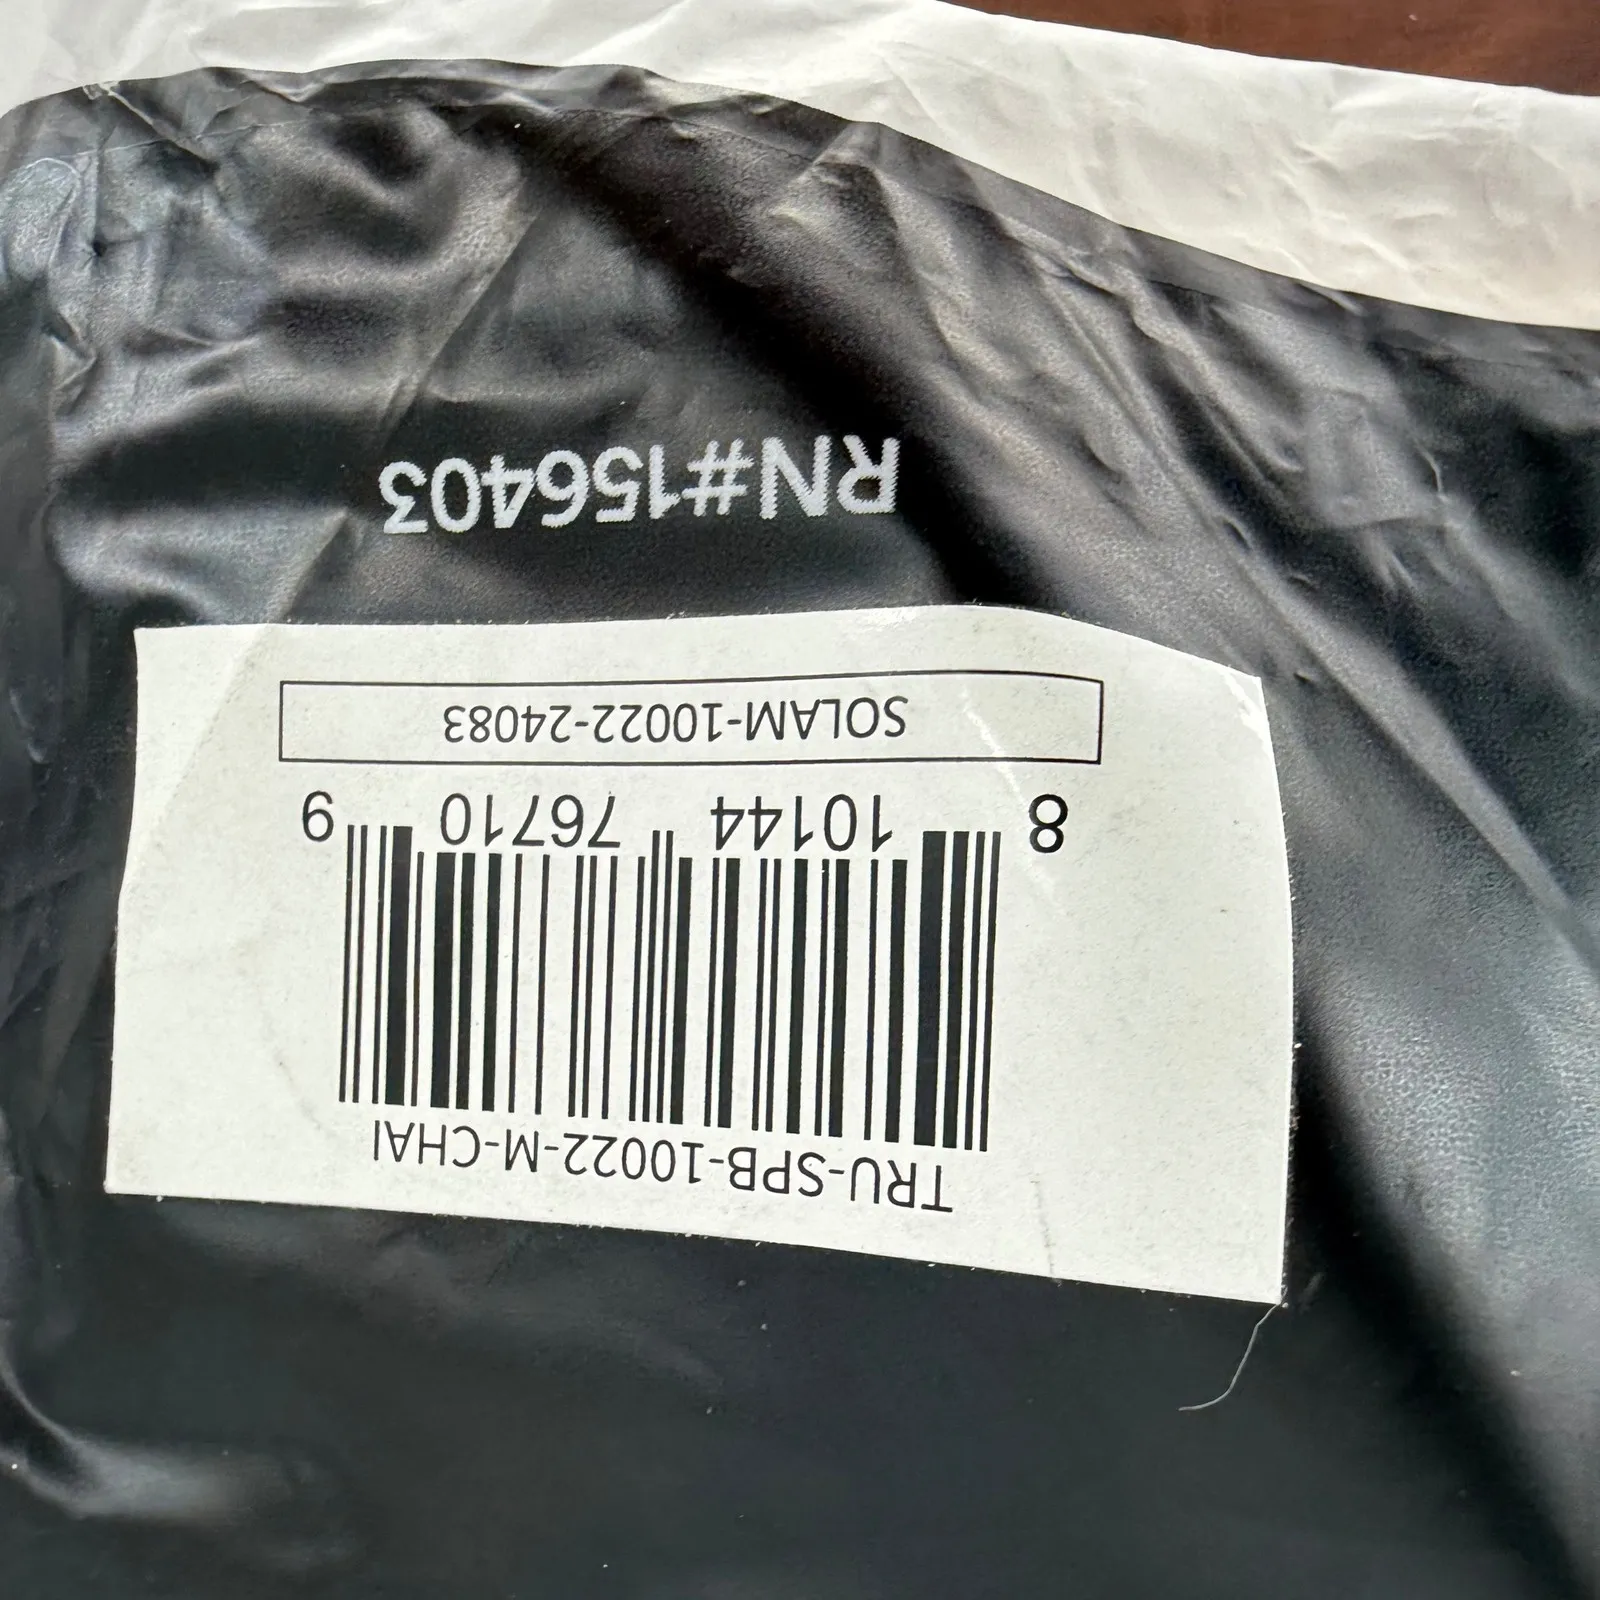 TRU-SPB-10022-M-CHAI
8 10144 76710 9
SOLAM-10022-24083
RN#156403